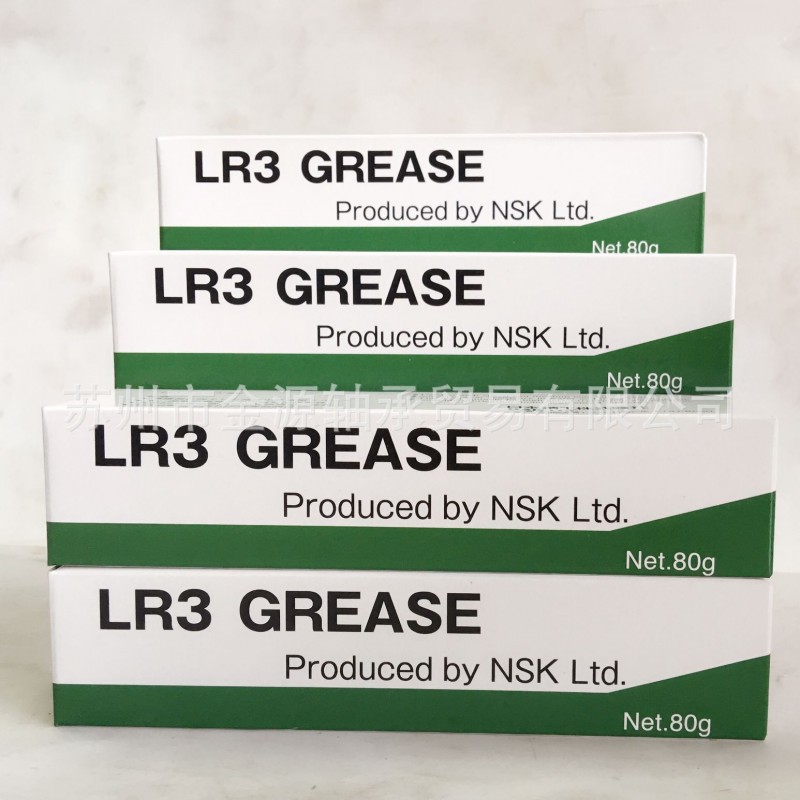 LR3 GREASE
Produced by NSK Ltd.
Net.80g
LR3 GREASE
Produced by NSK Ltd.
Net.80g
苏州市金源轴承贸易有限公司
LR3 GREASE
Produced by NSK Ltd.
Net.80g
LR3 GREASE
Produced by NSK Ltd.
Net.80g